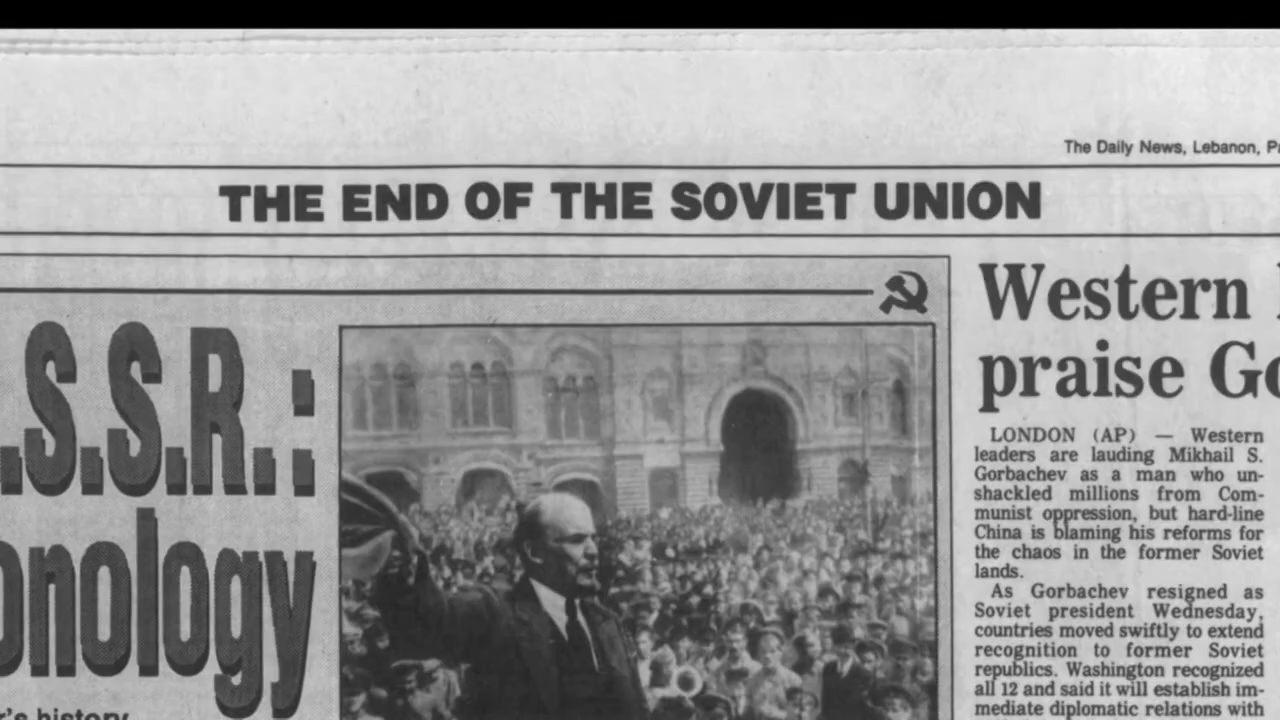 The Daily News, Lebanon,
THE END OF THE SOVIET UNION
.S.S.R.:
onology
r's history
Western
praise Go
LONDON (AP) — Western
leaders are lauding Mikhail S.
Gorbachev as a man who un-
shackled millions from Com-
munist oppression, but hard-line
China is blaming his reforms for
the chaos in the former Soviet
lands.
As Gorbachev resigned as
Soviet president Wednesday,
countries moved swiftly to extend
recognition to former Soviet
republics. Washington recognized
all 12 and said it will establish im-
mediate diplomatic relations with